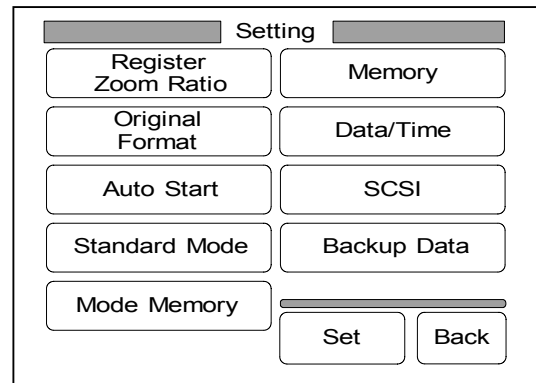 Setting
Register
Zoom Ratio
Memory
Original
Format
Data/Time
Auto Start
SCSI
Standard Mode
Backup Data
Mode Memory
Set
Back